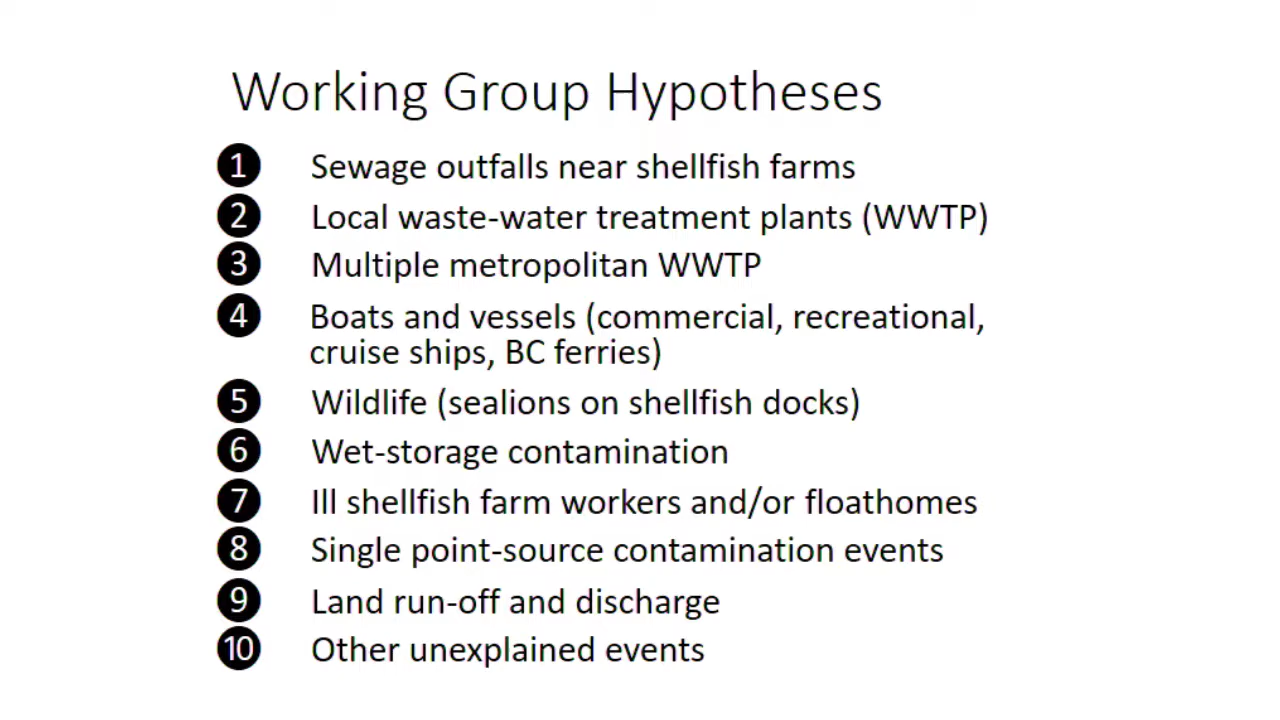 Working Group Hypotheses
1 Sewage outfalls near shellfish farms
2 Local waste-water treatment plants (WWTP)
3 Multiple metropolitan WWTP
4 Boats and vessels (commercial, recreational,
cruise ships, BC ferries)
5 Wildlife (sealions on shellfish docks)
6 Wet-storage contamination
7 Ill shellfish farm workers and/or floathomes
8 Single point-source contamination events
9 Land run-off and discharge
10 Other unexplained events